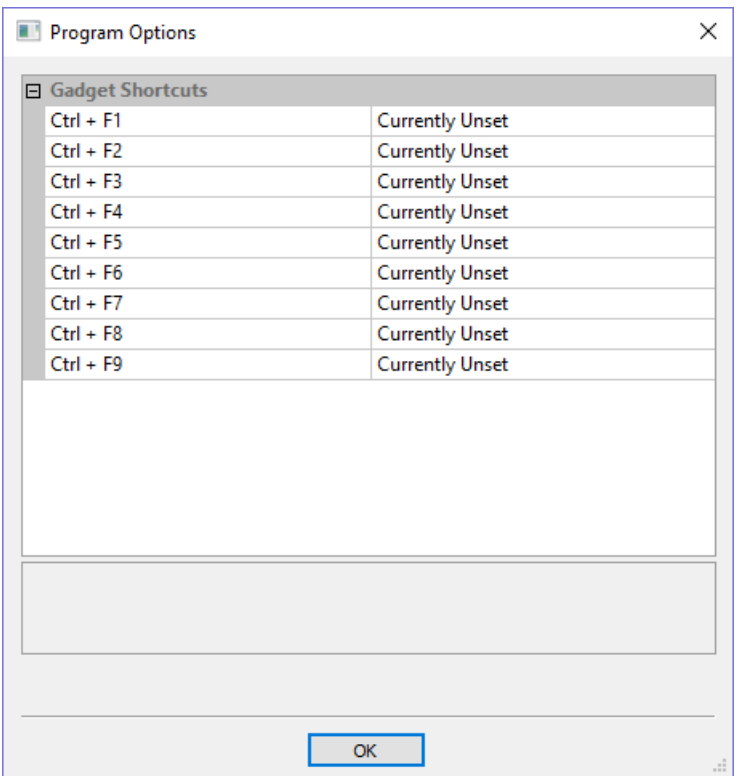 Program Options
Gadget Shortcuts
Ctrl + F1 Currently Unset
Ctrl + F2 Currently Unset
Ctrl + F3 Currently Unset
Ctrl + F4 Currently Unset
Ctrl + F5 Currently Unset
Ctrl + F6 Currently Unset
Ctrl + F7 Currently Unset
Ctrl + F8 Currently Unset
Ctrl + F9 Currently Unset
OK